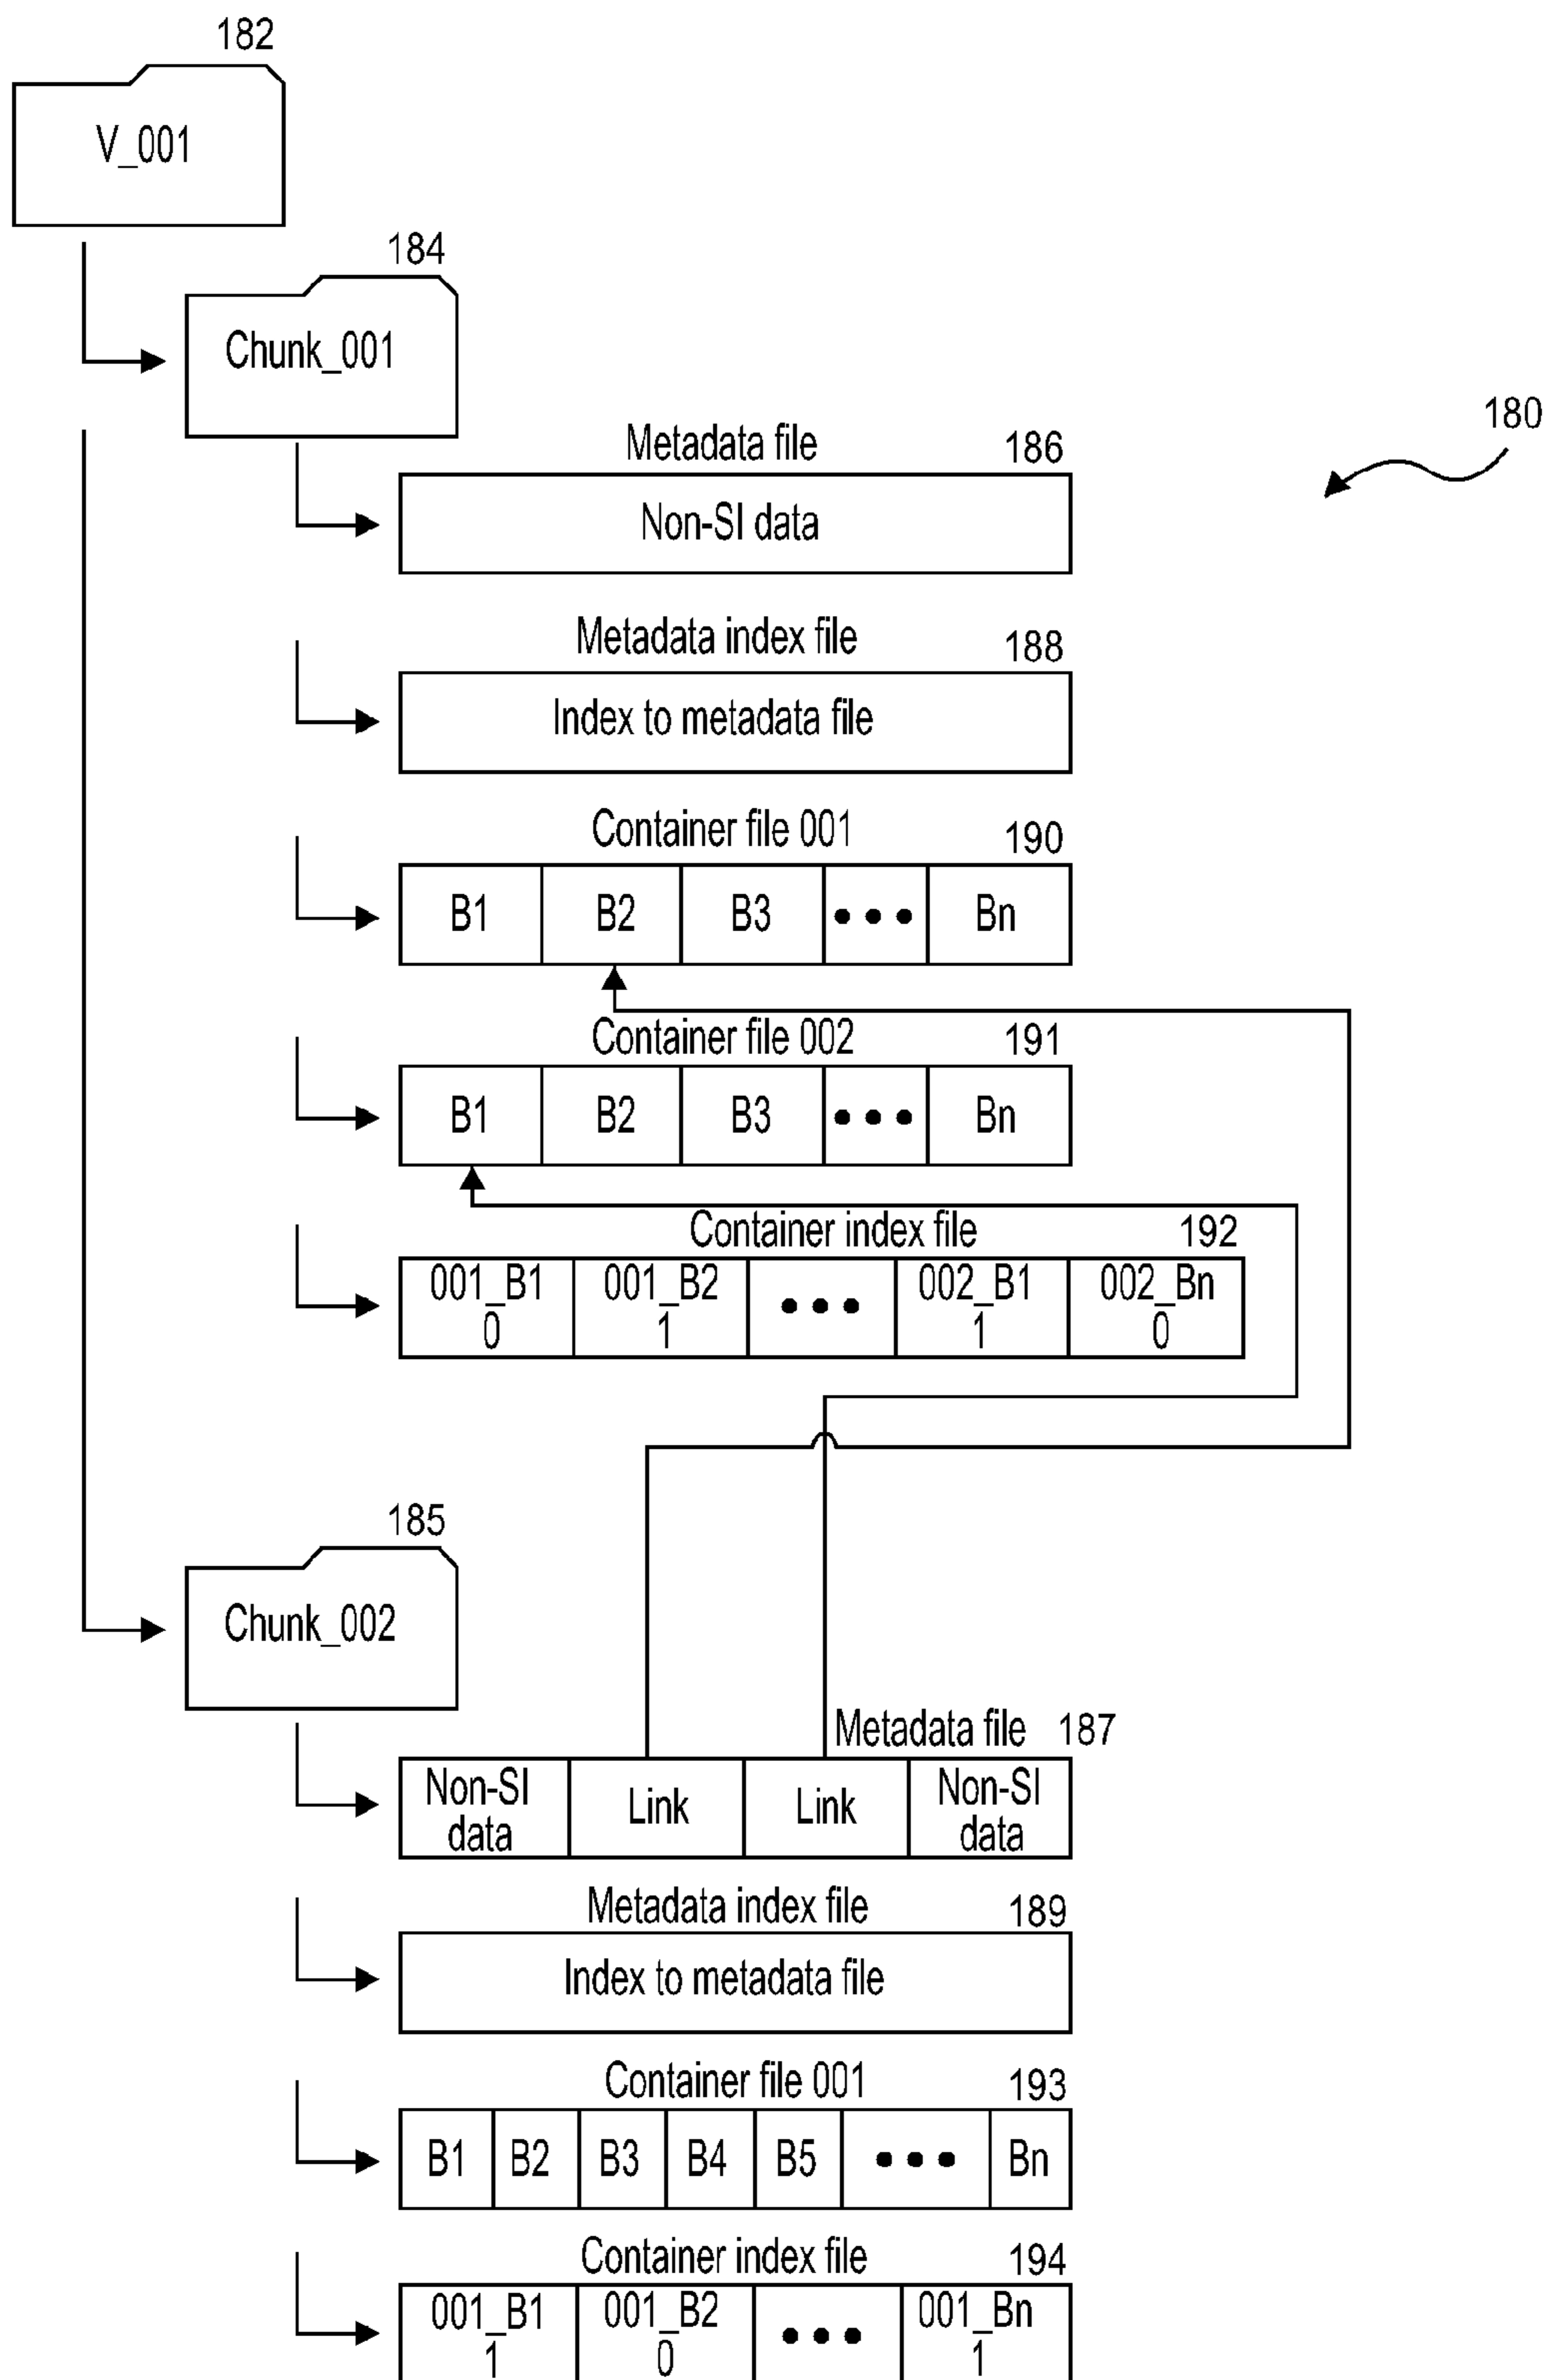 182
V_001
184
Chunk_001
180
Metadata file 186
Non-SI data
Metadata index file 188
Index to metadata file
Container file 001 190
B1 B2 B3 ••• Bn
Container file 002 191
B1 B2 B3 ••• Bn
Container index file 192
001_B1 001_B2 ••• 002_B1 002_Bn
0 1 1 0
185
Chunk_002
Metadata file 187
Non-SI Link Link Non-SI
data data
Metadata index file 189
Index to metadata file
Container file 001 193
B1 B2 B3 B4 B5 ••• Bn
Container index file 194
001_B1 001_B2 ••• 001_Bn
1 0 1